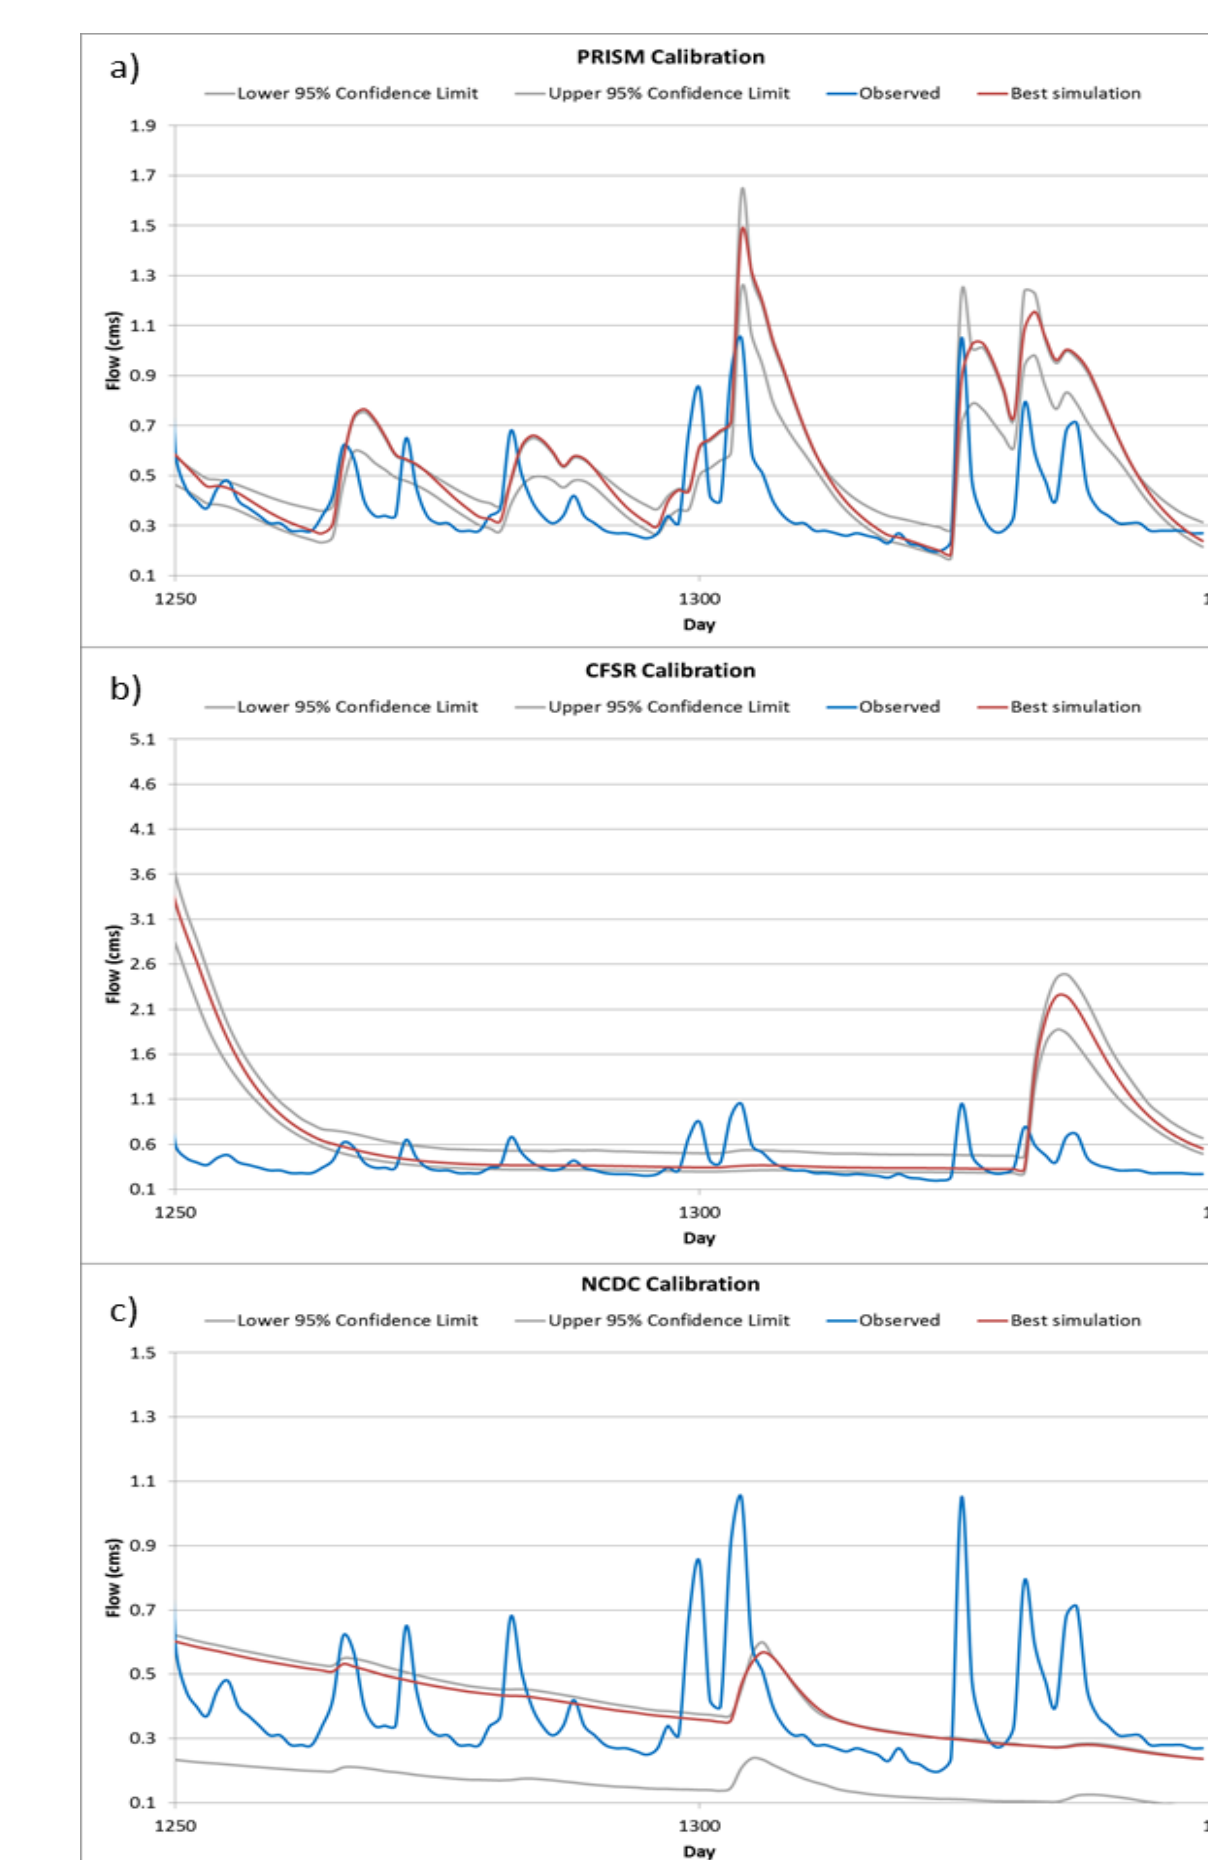 a)
PRISM Calibration
Lower 95% Confidence Limit Upper 95% Confidence Limit Observed Best simulation
1.9
1.7
1.5
1.3
1.1
0.9
0.7
0.5
0.3
0.1
Flow (cms)
1250 1300 1
Day
b)
CFSR Calibration
Lower 95% Confidence Limit Upper 95% Confidence Limit Observed Best simulation
5.1
4.6
4.1
3.6
3.1
2.6
2.1
1.6
1.1
0.6
0.1
Flow (cms)
1250 1300 1
Day
c)
NCDC Calibration
Lower 95% Confidence Limit Upper 95% Confidence Limit Observed Best simulation
1.5
1.3
1.1
0.9
0.7
0.5
0.3
0.1
Flow (cms)
1250 1300 1
Day